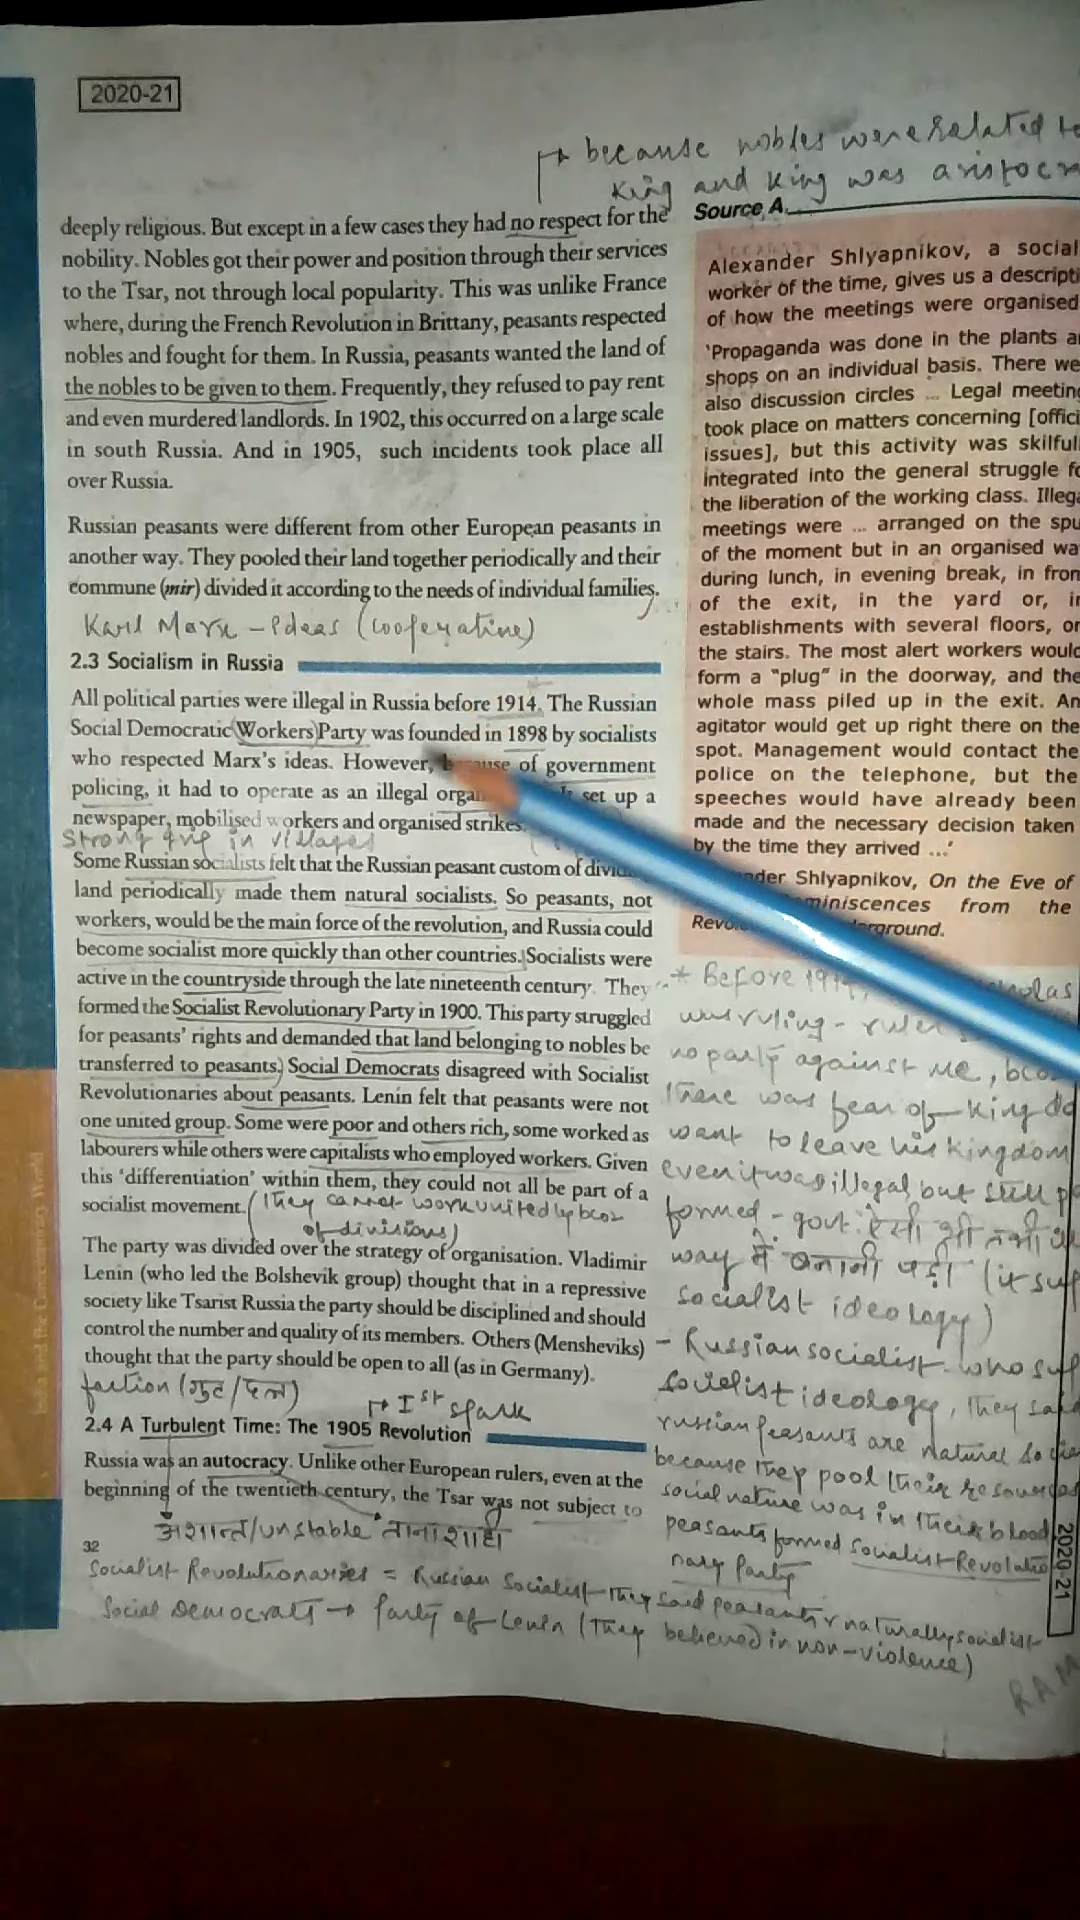 2020-21
because nobles were related to
King and King was
deeply religious. But except in a few cases they had no respect for the
nobility. Nobles got their power and position through their services
to the Tsar, not through local popularity. This was unlike France
where, during the French Revolution in Brittany, peasants respected
nobles and fought for them. In Russia, peasants wanted the land of
the nobles to be given to them. Frequently, they refused to pay rent
and even murdered landlords. In 1902, this occurred on a large scale
in south Russia. And in 1905, such incidents took place all
over Russia.
Russian peasants were different from other European peasants in
another way. They pooled their land together periodically and their
commune (mir) divided it according to the needs of individual families.
Karl Marx - Ideas (cooperative)
2.3 Socialism in Russia
All political parties were illegal in Russia before 1914. The Russian
Social Democratic Workers Party was founded in 1898 by socialists
who respected Marx's ideas. However, of government
policing, it had to operate as an illegal set up a
newspaper, mobilised workers and organised strikes.
Strong grip in villages
Some Russian socialists felt that the Russian peasant custom of
land periodically made them natural socialists. So peasants, not
workers, would be the main force of the revolution, and Russia could
become socialist more quickly than other countries. Socialists were
active in the countryside through the late nineteenth century. They
formed the Socialist Revolutionary Party in 1900. This party struggled
for peasants' rights and demanded that land belonging to nobles be
transferred to peasants. Social Democrats disagreed with Socialist
Revolutionaries about peasants. Lenin felt that peasants were not
one united group. Some were poor and others rich, some worked as
labourers while others were capitalists who employed workers. Given
this 'differentiation' within them, they could not all be part of a
socialist movement. (They cannot work unitedly bcoz
of divisions)
The party was divided over the strategy of organisation. Vladimir
Lenin (who led the Bolshevik group) thought that in a repressive
society like Tsarist Russia the party should be disciplined and should
control the number and quality of its members. Others (Mensheviks)
thought that the party should be open to all (as in Germany).
faction (गुट/दल)
Ist spark
2.4 A Turbulent Time: The 1905 Revolution
Russia was an autocracy. Unlike other European rulers, even at the
beginning of the twentieth century, the Tsar was not subject to
अशान्त/unstable तानाशाही
32
Socialist Revolutionaries = Russian Socialist They said peasants r naturally socialist
Social Democrats → Party of Lenin (They believed in non-violence)
Source A
Alexander Shlyapnikov, a social
worker of the time, gives us a
of how the meetings were organised
'Propaganda was done in the plants
shops on an individual basis. There
also discussion circles ... Legal
took place on matters concerning
issues], but this activity was
integrated into the general struggle
the liberation of the working class.
meetings were ... arranged on the
of the moment but in an organised
during lunch, in evening break, in
of the exit, in the yard or,
establishments with several floors,
the stairs. The most alert workers
form a "plug" in the doorway, and the
whole mass piled up in the exit. An
agitator would get up right there on the
spot. Management would contact the
police on the telephone, but the
speeches would have already been
made and the necessary decision taken
by the time they arrived ...'
Shlyapnikov, On the Eve of
from the
* Before
was ruling - ruler
no party against me,
There was fear of King
want to leave his kingdom
even it was illegal but still
formed - govt. ऐसी थी तभी
way में बनानी पड़ी
socialist ideology)
- Russian socialist who
socialist ideology, they
russian peasants are natural
because they pool their
social nature was in their blood
peasants formed Socialist
nary Party
2020-21
India and the Contemporary World
RAM